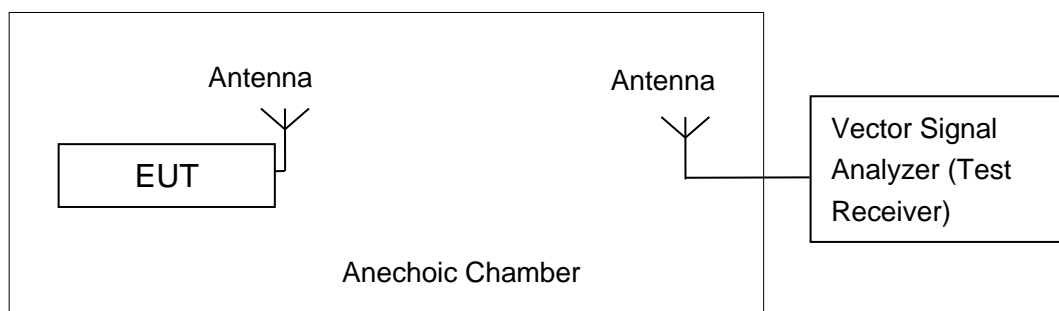 Antenna
Antenna
EUT
Vector Signal
Analyzer (Test
Receiver)
Anechoic Chamber